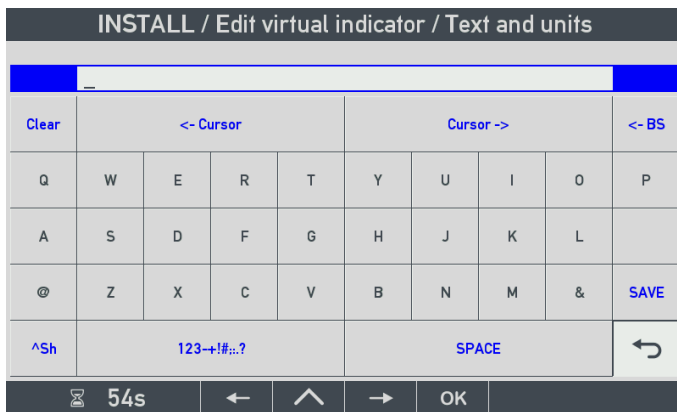 INSTALL / Edit virtual indicator / Text and units
_
Clear <- Cursor Cursor -> <- BS
Q W E R T Y U I O P
A S D F G H J K L
@ Z X C V B N M & SAVE
^Sh 123-+!#:;.? SPACE
54s OK